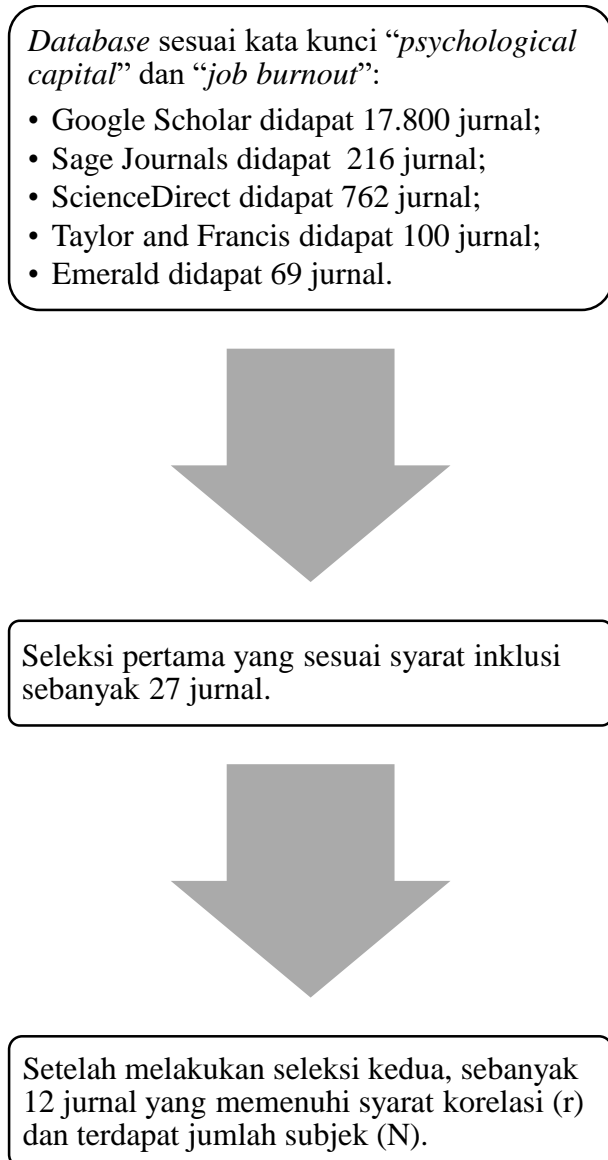 Database sesuai kata kunci “psychological
capital” dan “job burnout”:
• Google Scholar didapat 17.800 jurnal;
• Sage Journals didapat 216 jurnal;
• ScienceDirect didapat 762 jurnal;
• Taylor and Francis didapat 100 jurnal;
• Emerald didapat 69 jurnal.
Seleksi pertama yang sesuai syarat inklusi
sebanyak 27 jurnal.
Setelah melakukan seleksi kedua, sebanyak
12 jurnal yang memenuhi syarat korelasi (r)
dan terdapat jumlah subjek (N).